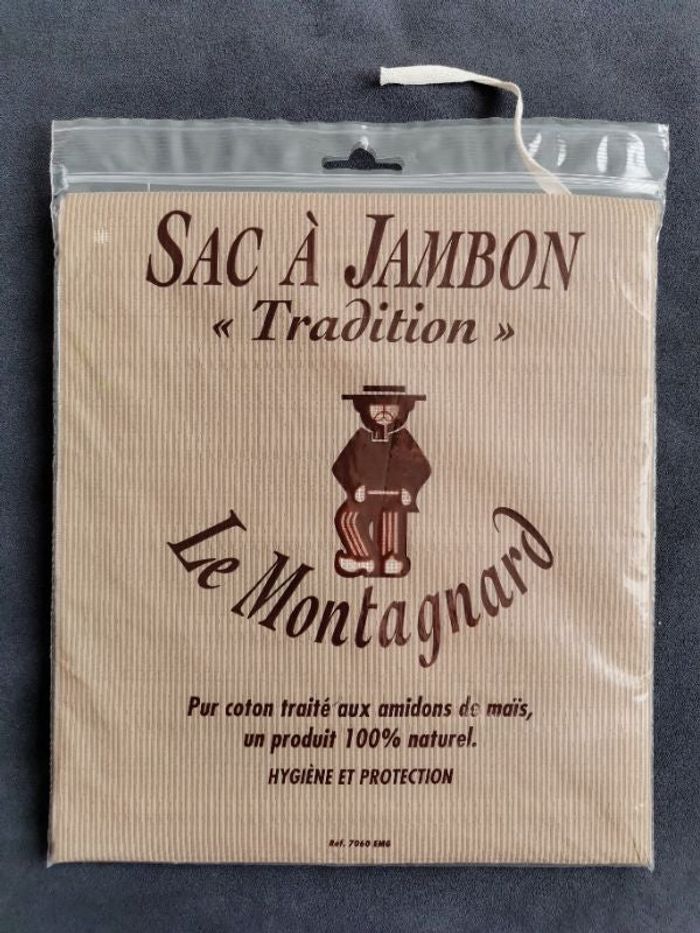 SAC À JAMBON
« Tradition »
Le Montagnard
Pur coton traité aux amidons de maïs,
un produit 100% naturel.
HYGIÈNE ET PROTECTION
Réf. 7060 EMG